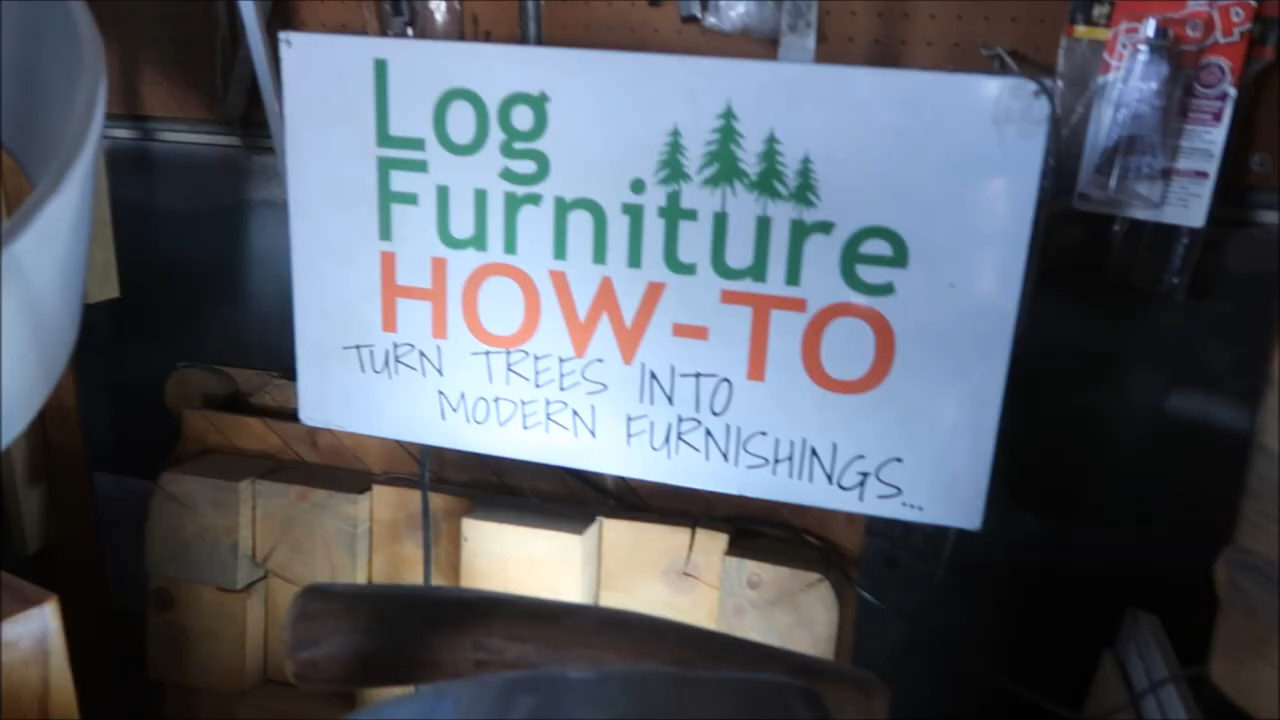 Log
Furniture
HOW-TO
TURN TREES INTO
MODERN FURNISHINGS...